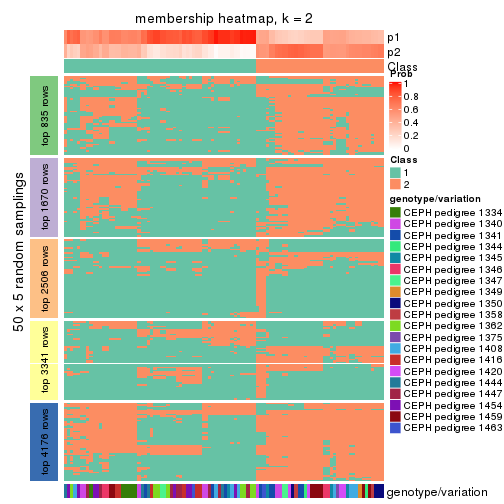 membership heatmap, k = 2
p1
p2
Class
50 x 5 random samplings
top 835 rows
top 1670 rows
top 2506 rows
top 3341 rows
top 4176 rows
genotype/variation
Prob
1
0.8
0.6
0.4
0.2
0
Class
1
2
genotype/variation
CEPH pedigree 1334
CEPH pedigree 1340
CEPH pedigree 1341
CEPH pedigree 1344
CEPH pedigree 1345
CEPH pedigree 1346
CEPH pedigree 1347
CEPH pedigree 1349
CEPH pedigree 1350
CEPH pedigree 1358
CEPH pedigree 1362
CEPH pedigree 1375
CEPH pedigree 1408
CEPH pedigree 1416
CEPH pedigree 1420
CEPH pedigree 1444
CEPH pedigree 1447
CEPH pedigree 1454
CEPH pedigree 1459
CEPH pedigree 1463